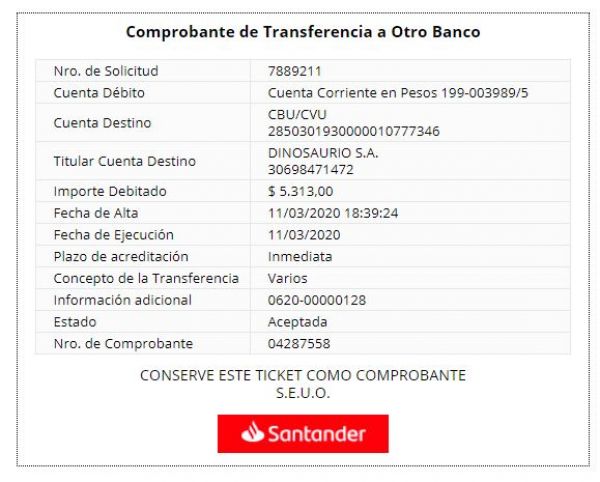 Comprobante de Transferencia a Otro Banco
Nro. de Solicitud 7889211
Cuenta Débito Cuenta Corriente en Pesos 199-003989/5
Cuenta Destino CBU/CVU
2850301930000010777346
Titular Cuenta Destino DINOSAURIO S.A.
30698471472
Importe Debitado $ 5.313,00
Fecha de Alta 11/03/2020 18:39:24
Fecha de Ejecución 11/03/2020
Plazo de acreditación Inmediata
Concepto de la Transferencia Varios
Información adicional 0620-00000128
Estado Aceptada
Nro. de Comprobante 04287558
CONSERVE ESTE TICKET COMO COMPROBANTE
S.E.U.O.
Santander